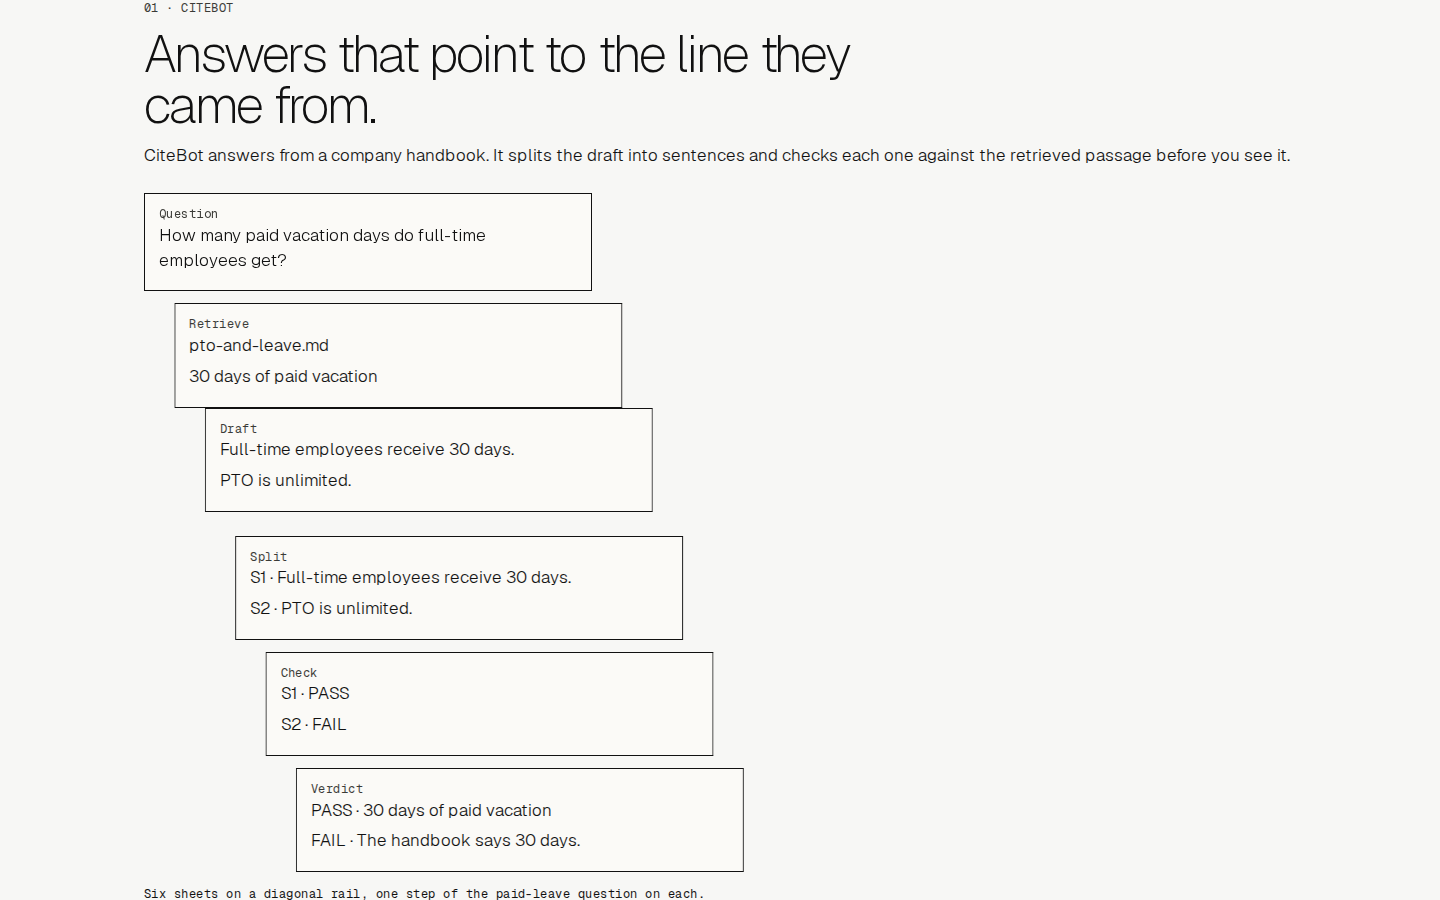 01 · CITEBOT
Answers that point to the line they
came from.
CiteBot answers from a company handbook. It splits the draft into sentences and checks each one against the retrieved passage before you see it.
Question
How many paid vacation days do full-time
employees get?
Retrieve
pto-and-leave.md
30 days of paid vacation
Draft
Full-time employees receive 30 days.
PTO is unlimited.
Split
S1 · Full-time employees receive 30 days.
S2 · PTO is unlimited.
Check
S1 · PASS
S2 · FAIL
Verdict
PASS · 30 days of paid vacation
FAIL · The handbook says 30 days.
Six sheets on a diagonal rail, one step of the paid-leave question on each.